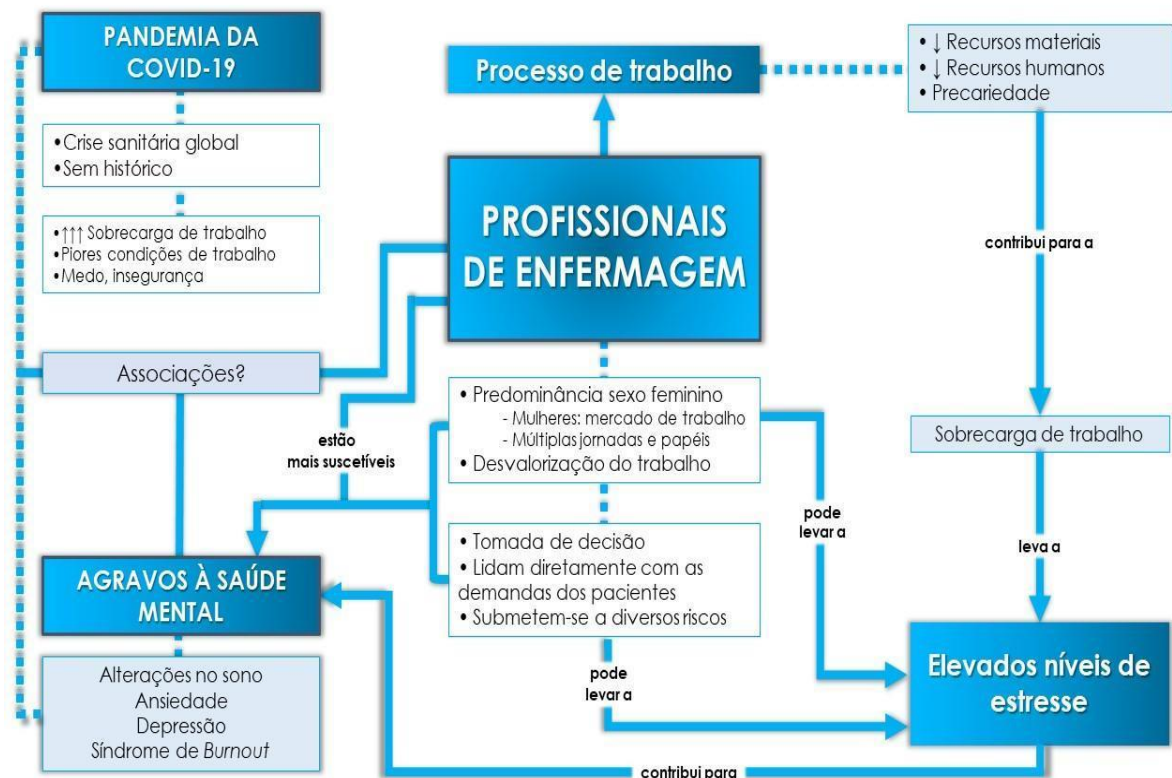 PANDEMIA DA
COVID-19
• Crise sanitária global
• Sem histórico
• ↑↑↑ Sobrecarga de trabalho
• Piores condições de trabalho
• Medo, insegurança
Associações?
AGRAVOS À SAÚDE
MENTAL
Alterações no sono
Ansiedade
Depressão
Síndrome de Burnout
Processo de trabalho
PROFISSIONAIS
DE ENFERMAGEM
estão
mais suscetíveis
• Predominância sexo feminino
- Mulheres: mercado de trabalho
- Múltiplas jornadas e papéis
• Desvalorização do trabalho
• Tomada de decisão
• Lidam diretamente com as
demandas dos pacientes
• Submetem-se a diversos riscos
pode
levar a
pode
levar a
• ↓ Recursos materiais
• ↓ Recursos humanos
• Precariedade
contribui para a
Sobrecarga de trabalho
leva a
Elevados níveis de
estresse
contribui para